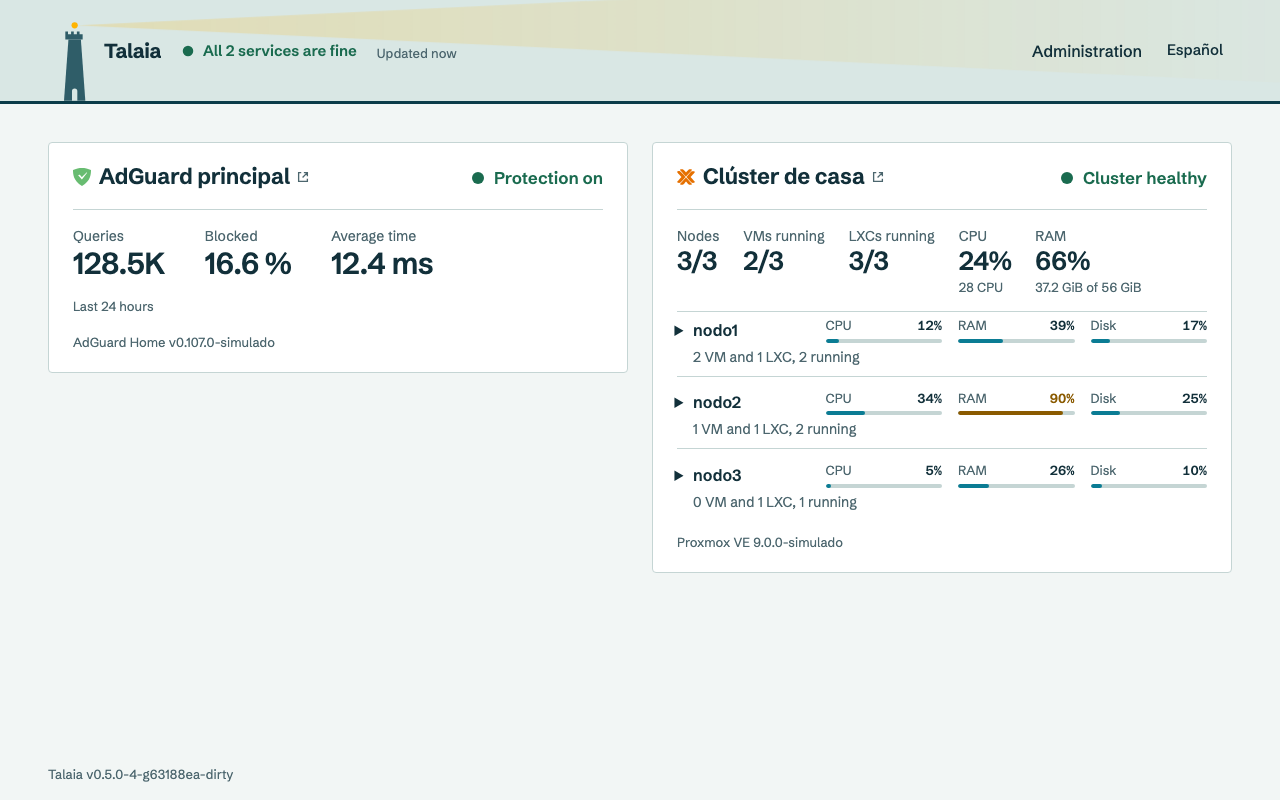 Talaia
All 2 services are fine
Updated now
Administration
Español
AdGuard principal
Protection on
Queries
128.5K
Blocked
16.6 %
Average time
12.4 ms
Last 24 hours
AdGuard Home v0.107.0-simulado
Clúster de casa
Cluster healthy
Nodes
3/3
VMs running
2/3
LXCs running
3/3
CPU
24%
28 CPU
RAM
66%
37.2 GiB of 56 GiB
nodo1
CPU 12%
RAM 39%
Disk 17%
2 VM and 1 LXC, 2 running
nodo2
CPU 34%
RAM 90%
Disk 25%
1 VM and 1 LXC, 2 running
nodo3
CPU 5%
RAM 26%
Disk 10%
0 VM and 1 LXC, 1 running
Proxmox VE 9.0.0-simulado
Talaia v0.5.0-4-g63188ea-dirty